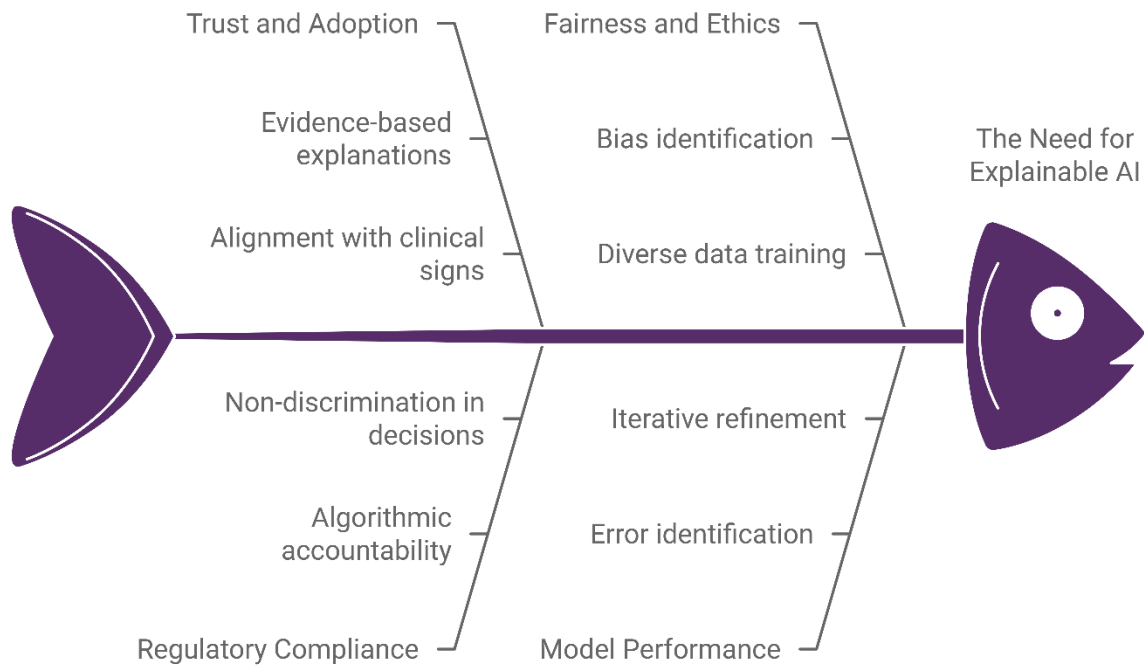 Trust and Adoption
Evidence-based
explanations
Alignment with clinical
signs
Fairness and Ethics
Bias identification
Diverse data training
The Need for
Explainable AI
Non-discrimination in
decisions
Algorithmic
accountability
Regulatory Compliance
Iterative refinement
Error identification
Model Performance